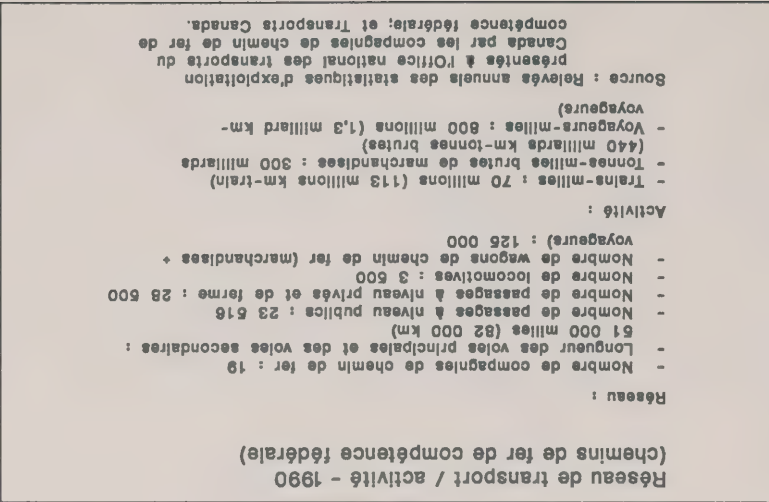 Réseau de transport / activité - 1990
(chemins de fer de compétence fédérale)
Réseau :
- Nombre de compagnies de chemin de fer : 19
- Longueur des voies principales et des voies secondaires :
51 000 milles (82 000 km)
- Nombre de passages à niveau publics : 23 516
- Nombre de passages à niveau privés et de ferme : 28 500
- Nombre de locomotives : 3 500
- Nombre de wagons de chemin de fer (marchandises +
voyageurs) : 125 000
Activité :
- Trains-milles : 70 millions (113 millions km-train)
- Tonnes-milles brutes de marchandises : 300 milliards
(440 milliards km-tonnes brutes)
- Voyageurs-milles : 800 millions (1,3 milliard km-
voyageurs)
Source : Relevés annuels des statistiques d'exploitation
présentés à l'Office national des transports du
Canada par les compagnies de chemin de fer de
compétence fédérale; et Transports Canada.